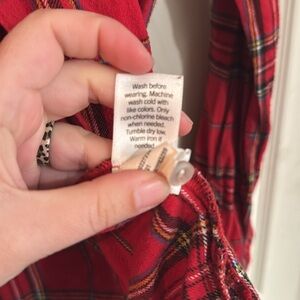 Wash before
wearing. Machine
wash cold with
like colors. Only
non-chlorine bleach
when needed.
Tumble dry low.
Warm iron if
needed.